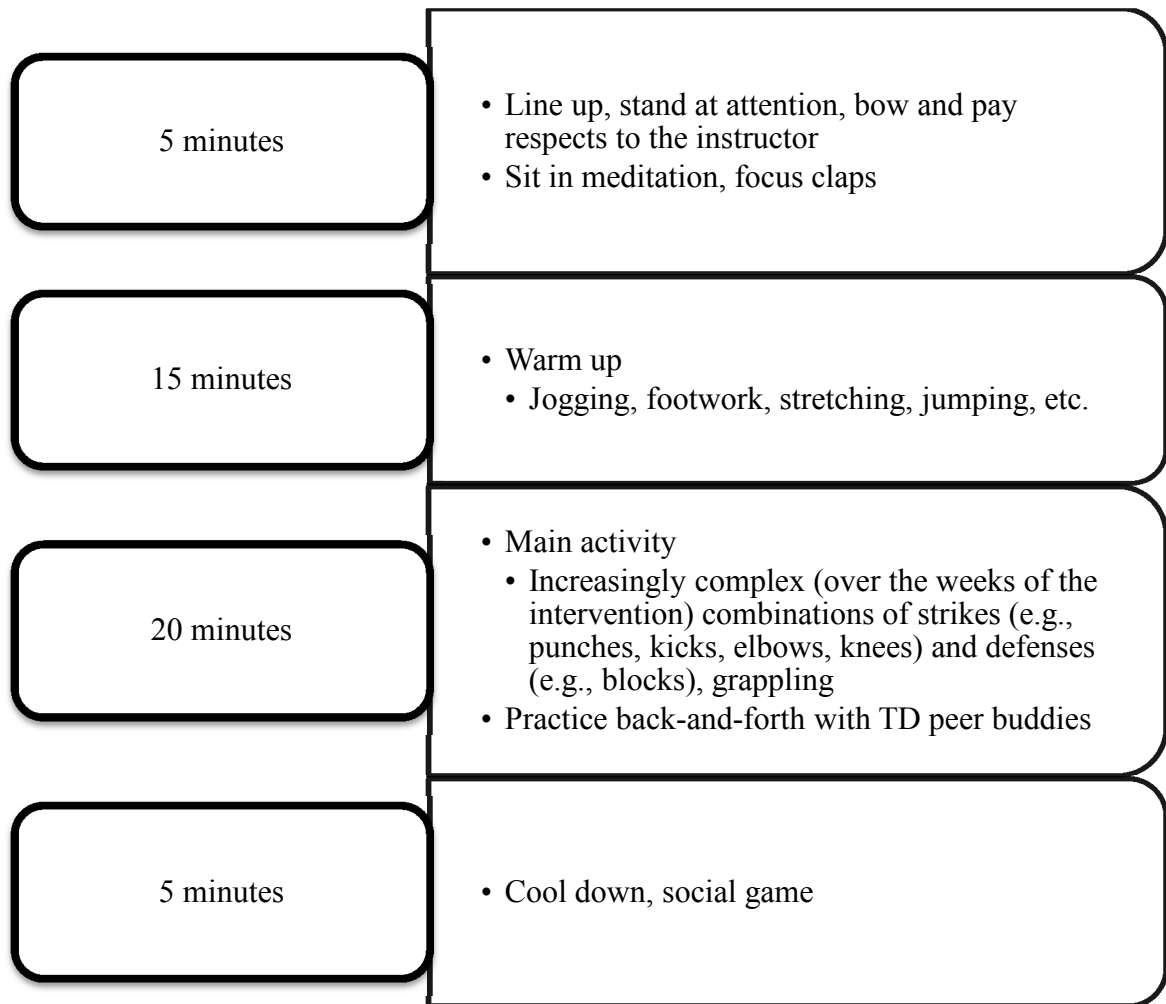 5 minutes
• Line up, stand at attention, bow and pay
respects to the instructor
• Sit in meditation, focus claps
15 minutes
• Warm up
• Jogging, footwork, stretching, jumping, etc.
20 minutes
• Main activity
• Increasingly complex (over the weeks of the
intervention) combinations of strikes (e.g.,
punches, kicks, elbows, knees) and defenses
(e.g., blocks), grappling
• Practice back-and-forth with TD peer buddies
5 minutes
• Cool down, social game